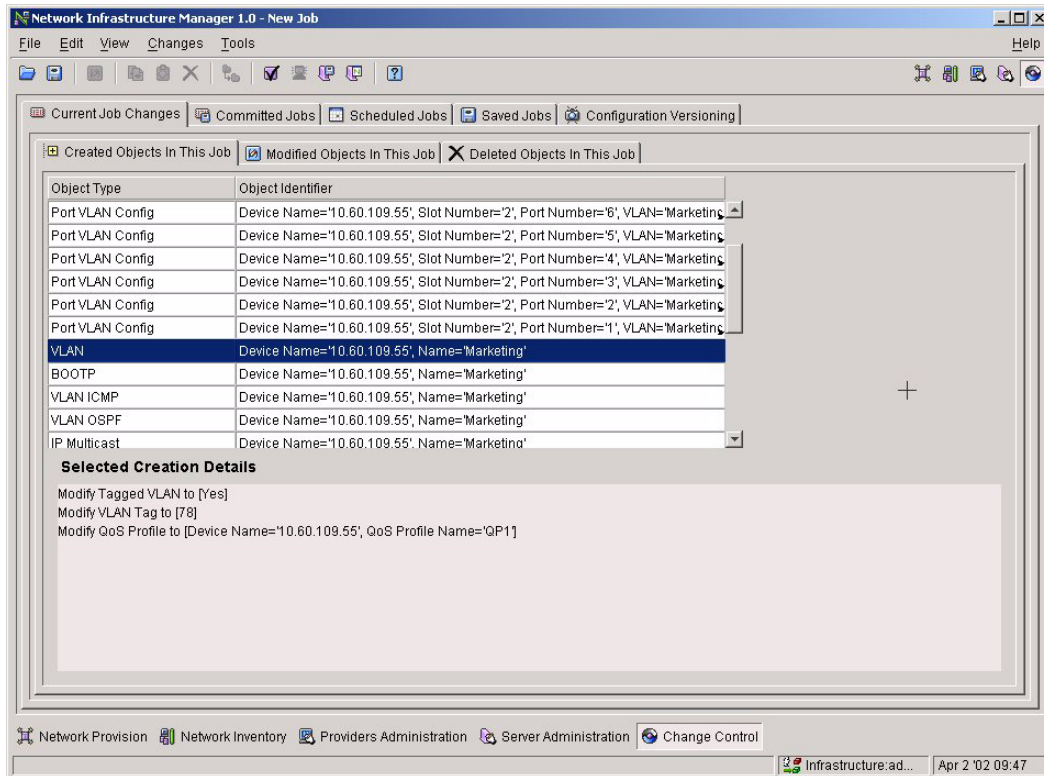 Network Infrastructure Manager 1.0 - New Job
File Edit View Changes Tools Help
Current Job Changes Committed Jobs Scheduled Jobs Saved Jobs Configuration Versioning
Created Objects In This Job Modified Objects In This Job Deleted Objects In This Job
Object Type Object Identifier
Port VLAN Config Device Name='10.60.109.55', Slot Number='2', Port Number='6', VLAN='Marketing
Port VLAN Config Device Name='10.60.109.55', Slot Number='2', Port Number='5', VLAN='Marketing
Port VLAN Config Device Name='10.60.109.55', Slot Number='2', Port Number='4', VLAN='Marketing
Port VLAN Config Device Name='10.60.109.55', Slot Number='2', Port Number='3', VLAN='Marketing
Port VLAN Config Device Name='10.60.109.55', Slot Number='2', Port Number='2', VLAN='Marketing
Port VLAN Config Device Name='10.60.109.55', Slot Number='2', Port Number='1', VLAN='Marketing
VLAN Device Name='10.60.109.55', Name='Marketing'
BOOTP Device Name='10.60.109.55', Name='Marketing'
VLAN ICMP Device Name='10.60.109.55', Name='Marketing'
VLAN OSPF Device Name='10.60.109.55', Name='Marketing'
IP Multicast Device Name='10.60.109.55', Name='Marketing'
Selected Creation Details
Modify Tagged VLAN to [Yes]
Modify VLAN Tag to [78]
Modify QoS Profile to [Device Name='10.60.109.55', QoS Profile Name='QP1']
Network Provision Network Inventory Providers Administration Server Administration Change Control
Infrastructure:ad... Apr 2 '02 09:47